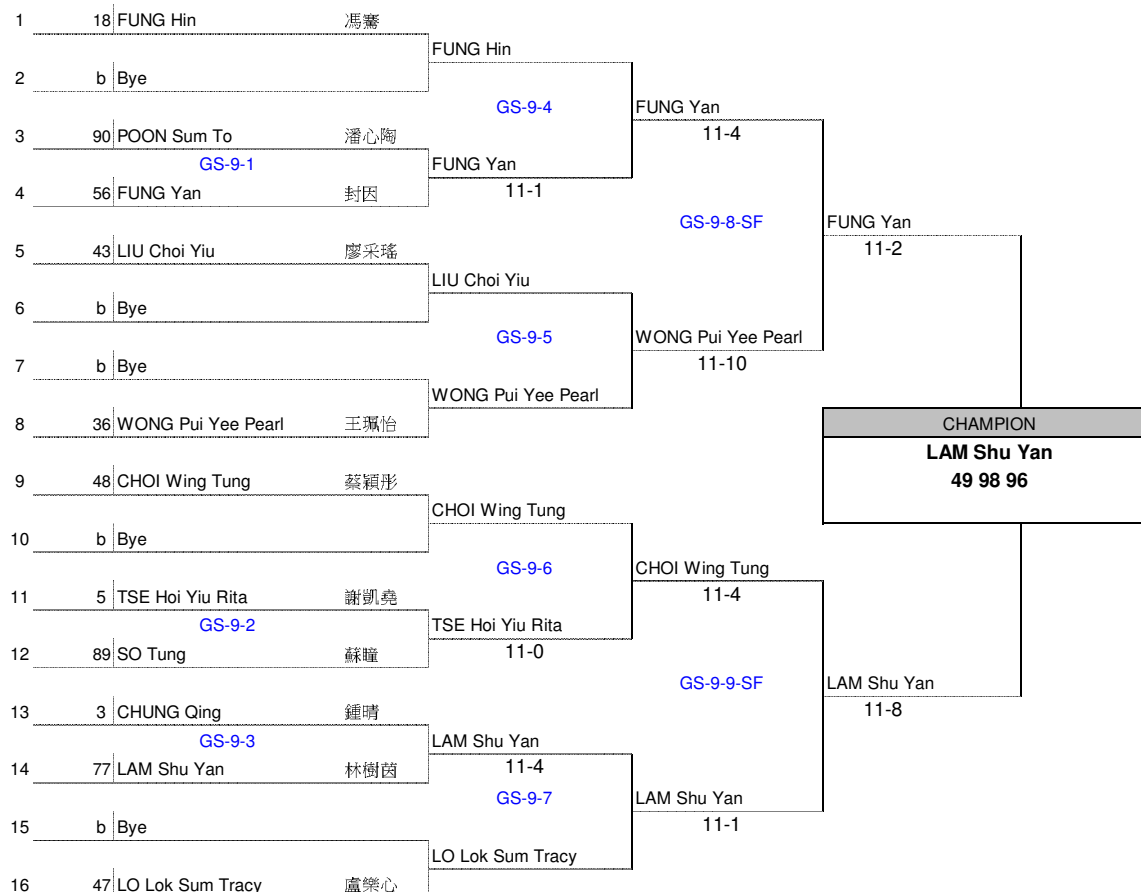 1 18 FUNG Hin 馮騫
FUNG Hin
2 b Bye
GS-9-4 FUNG Yan
3 90 POON Sum To 潘心陶 11-4
GS-9-1 FUNG Yan
4 56 FUNG Yan 封因 11-1
GS-9-8-SF FUNG Yan
5 43 LIU Choi Yiu 廖采瑤 11-2
LIU Choi Yiu
6 b Bye
GS-9-5 WONG Pui Yee Pearl
7 b Bye 11-10
WONG Pui Yee Pearl
8 36 WONG Pui Yee Pearl 王珮怡 CHAMPION
LAM Shu Yan
9 48 CHOI Wing Tung 蔡穎彤 49 98 96
CHOI Wing Tung
10 b Bye
GS-9-6 CHOI Wing Tung
11 5 TSE Hoi Yiu Rita 謝凱堯 11-4
GS-9-2 TSE Hoi Yiu Rita
12 89 SO Tung 蘇瞳 11-0
GS-9-9-SF LAM Shu Yan
13 3 CHUNG Qing 鍾晴 11-8
GS-9-3 LAM Shu Yan
14 77 LAM Shu Yan 林樹茵 11-4
GS-9-7 LAM Shu Yan
15 b Bye 11-1
LO Lok Sum Tracy
16 47 LO Lok Sum Tracy 盧樂心